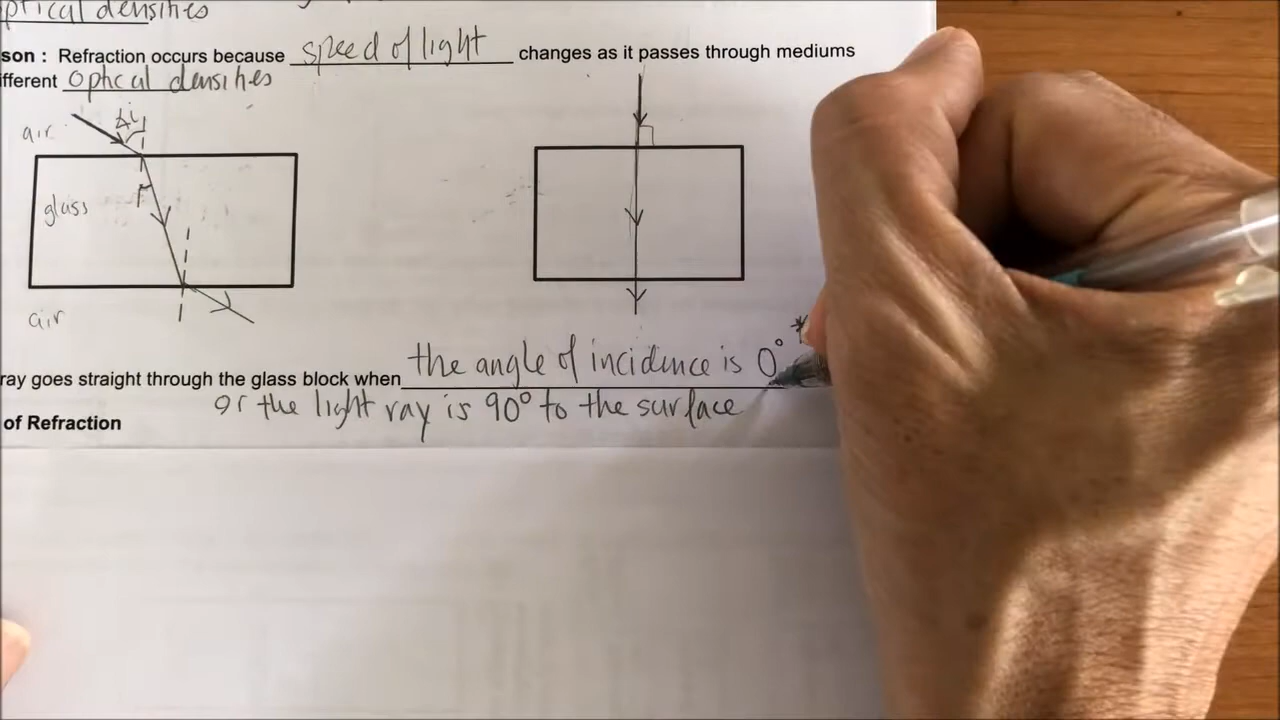 optical densities
son : Refraction occurs because speed of light changes as it passes through mediums
ifferent optical densities
air
∡i
r
glass
air
the angle of incidence is 0° *
ray goes straight through the glass block when
or the light ray is 90° to the surface
of Refraction